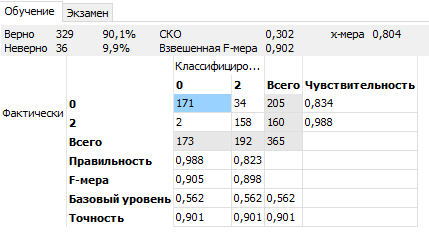 Обучение Экзамен
Верно 329 90,1% СКО 0,302 x-мера 0,804
Неверно 36 9,9% Взвешенная F-мера 0,902
Классифициро...
0 2 Всего Чувствительность
Фактически
0 171 34 205 0,834
2 2 158 160 0,988
Всего 173 192 365
Правильность 0,988 0,823
F-мера 0,905 0,898
Базовый уровень 0,562 0,562 0,562
Точность 0,901 0,901 0,901